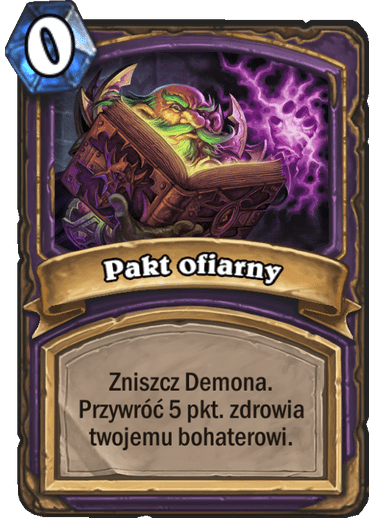 0
Pakt ofiarny
Zniszcz Demona.
Przywróć 5 pkt. zdrowia
twojemu bohaterowi.